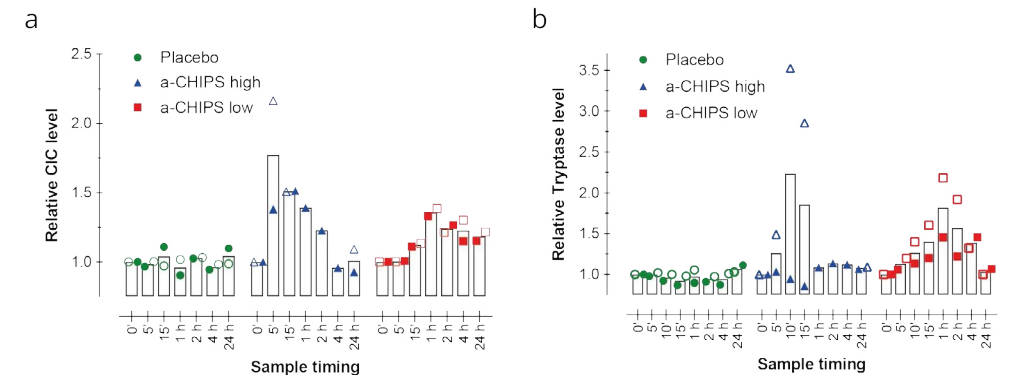 a
2.5
2.0
1.5
1.0
Relative CIC level
Placebo
a-CHIPS high
a-CHIPS low
0' 5' 15' 1 h 2 h 4 h 24 h 0' 5' 15' 1 h 2 h 4 h 24 h 0' 5' 15' 1 h 2 h 4 h 24 h
Sample timing
b
3.5
3.0
2.5
2.0
1.5
1.0
Relative Tryptase level
Placebo
a-CHIPS high
a-CHIPS low
0' 5' 10' 15' 1 h 2 h 4 h 24 h 0' 5' 10' 15' 1 h 2 h 4 h 24 h 0' 5' 10' 15' 1 h 2 h 4 h 24 h
Sample timing